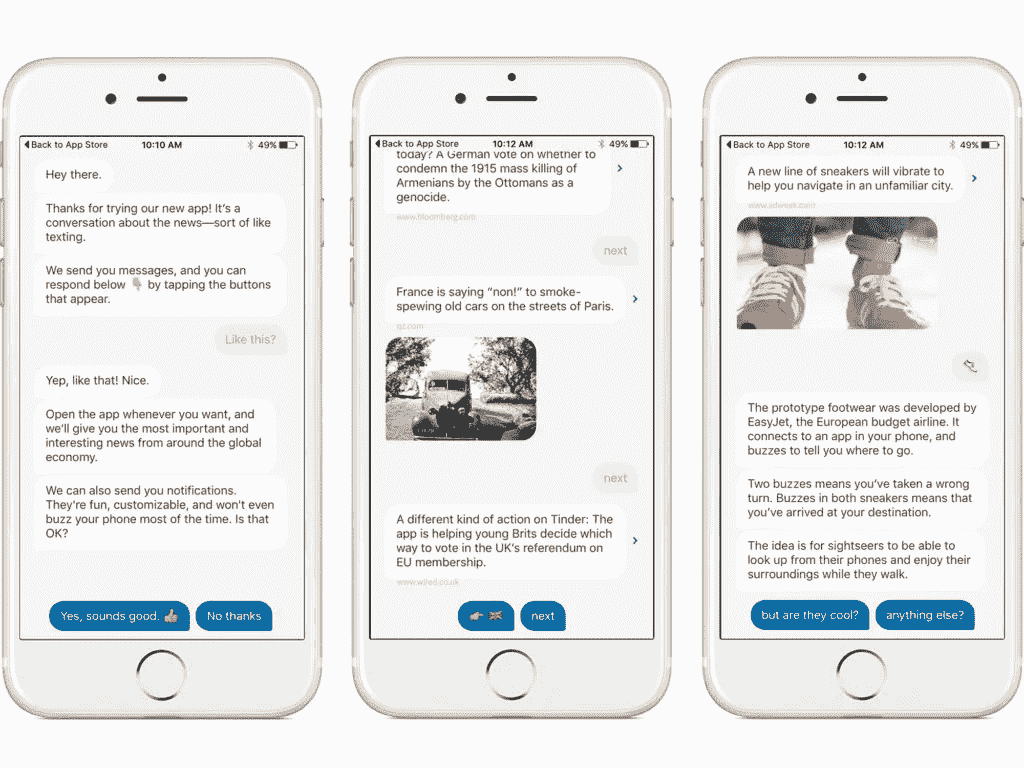 Back to App Store 10:10 AM 49%
Hey there.
Thanks for trying our new app! It's a
conversation about the news—sort of like
texting.
We send you messages, and you can
respond below 👇 by tapping the buttons
that appear.
Like this?
Yep, like that! Nice.
Open the app whenever you want, and
we'll give you the most important and
interesting news from around the global
economy.
We can also send you notifications.
They're fun, customizable, and won't even
buzz your phone most of the time. Is that
OK?
Yes, sounds good. 👍 No thanks
Back to App Store 10:12 AM 49%
today? A German vote on whether to
condemn the 1915 mass killing of
Armenians by the Ottomans as a
genocide.
www.bloomberg.com
next
France is saying "non!" to smoke-
spewing old cars on the streets of Paris.
qz.com
next
A different kind of action on Tinder: The
app is helping young Brits decide which
way to vote in the UK's referendum on
EU membership.
www.wired.co.uk
👉 🇬🇧 next
Back to App Store 10:12 AM 49%
A new line of sneakers will vibrate to
help you navigate in an unfamiliar city.
www.adweek.com
The prototype footwear was developed by
EasyJet, the European budget airline. It
connects to an app in your phone, and
buzzes to tell you where to go.
Two buzzes means you've taken a wrong
turn. Buzzes in both sneakers means that
you've arrived at your destination.
The idea is for sightseers to be able to
look up from their phones and enjoy their
surroundings while they walk.
but are they cool? anything else?